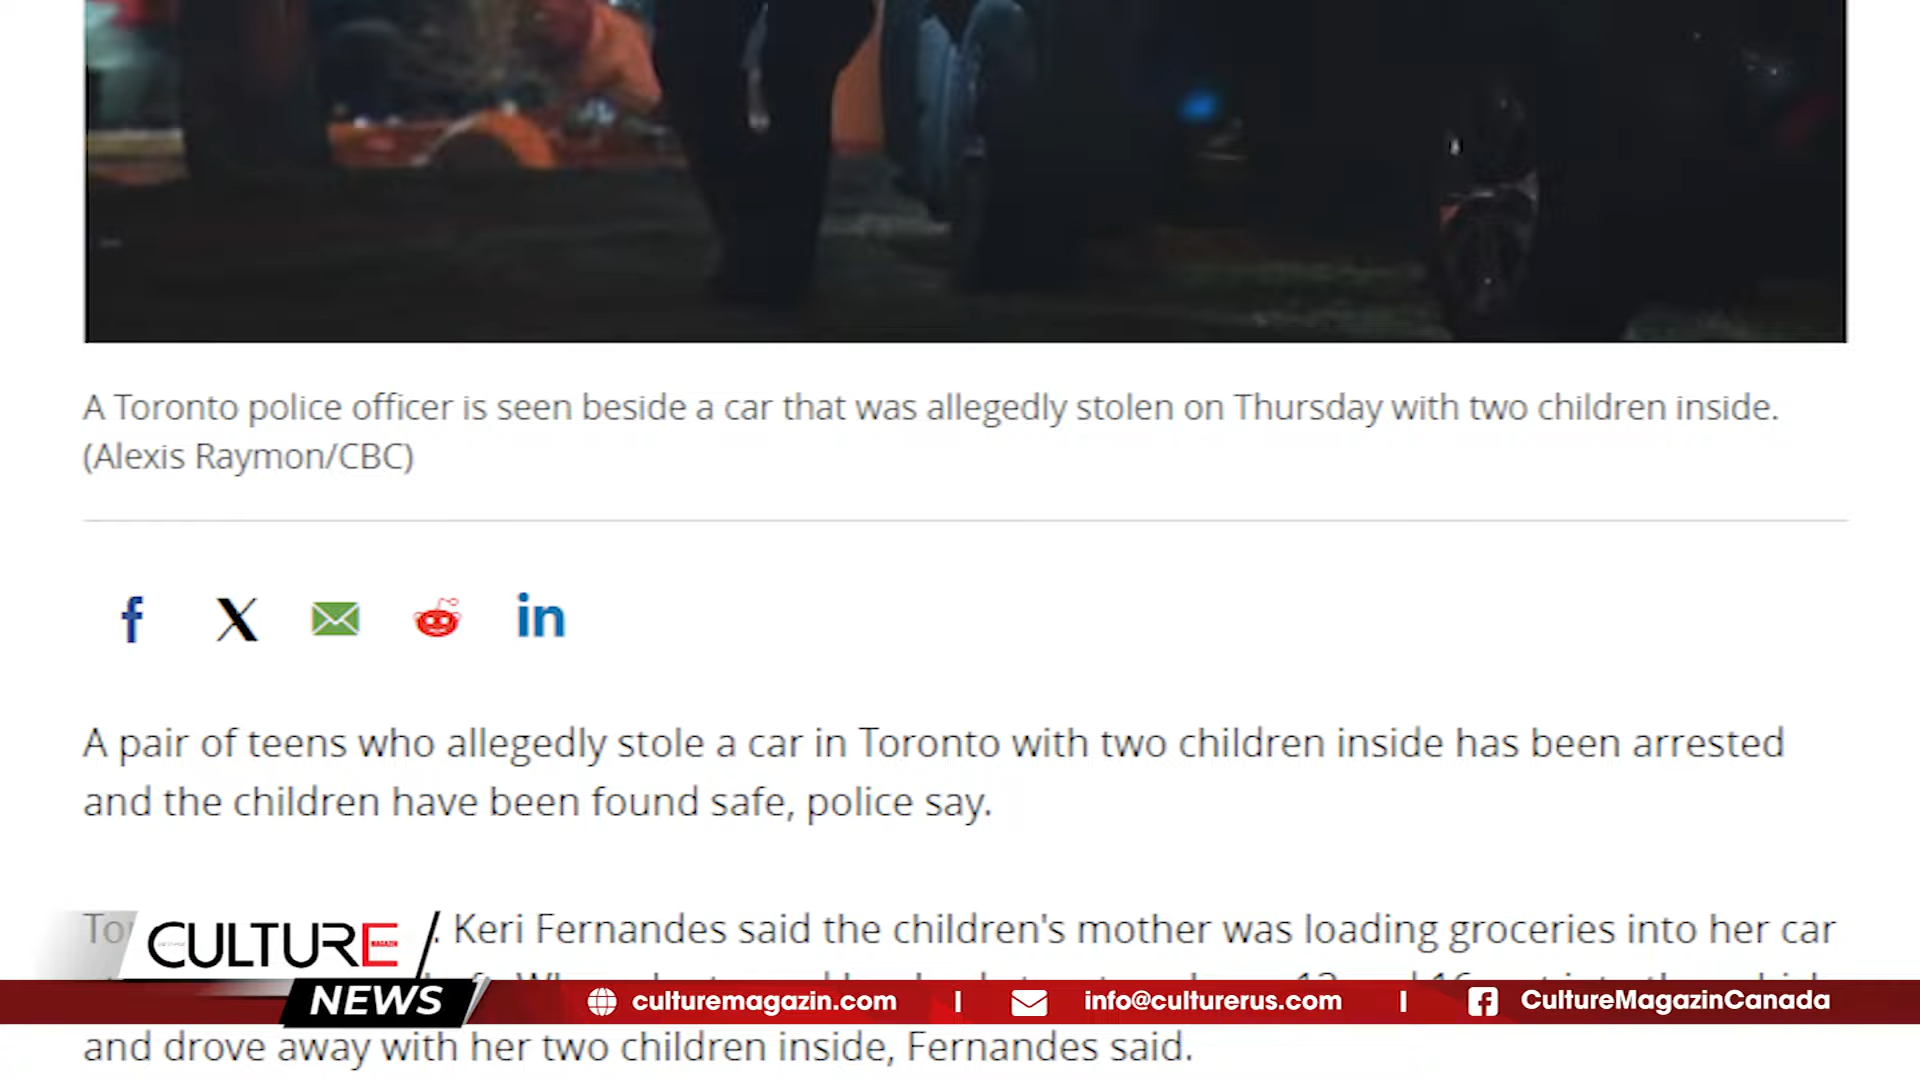 A Toronto police officer is seen beside a car that was allegedly stolen on Thursday with two children inside.
(Alexis Raymon/CBC)
A pair of teens who allegedly stole a car in Toronto with two children inside has been arrested
and the children have been found safe, police say.
Keri Fernandes said the children's mother was loading groceries into her car
and drove away with her two children inside, Fernandes said.
CULTURE
NEWS
culturemagazin.com | info@culturerus.com | CultureMagazinCanada